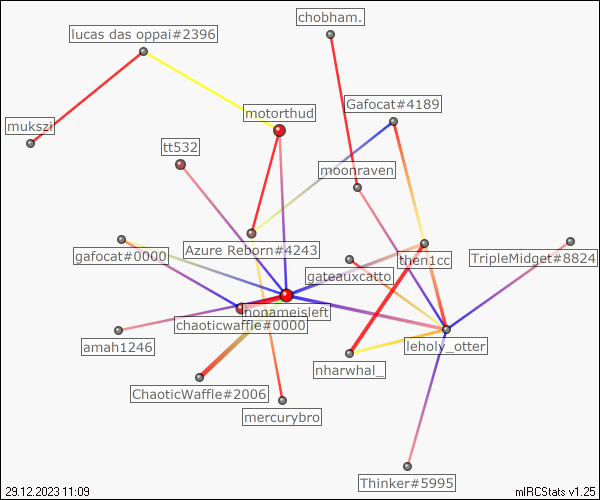 chobham.
lucas das oppai#2396
Gafocat#4189
motorthud
mukszi
tt532
moonraven
gafocat#0000
Azure Reborn#4243
then1cc
TripleMidget#8824
gateauxcatto
nonameisleft
chaoticwaffle#0000
amah1246
leholy_otter
nharwhal_
ChaoticWaffle#2006
mercurybro
Thinker#5995
29.12.2023 11:09
mIRCStats v1.25